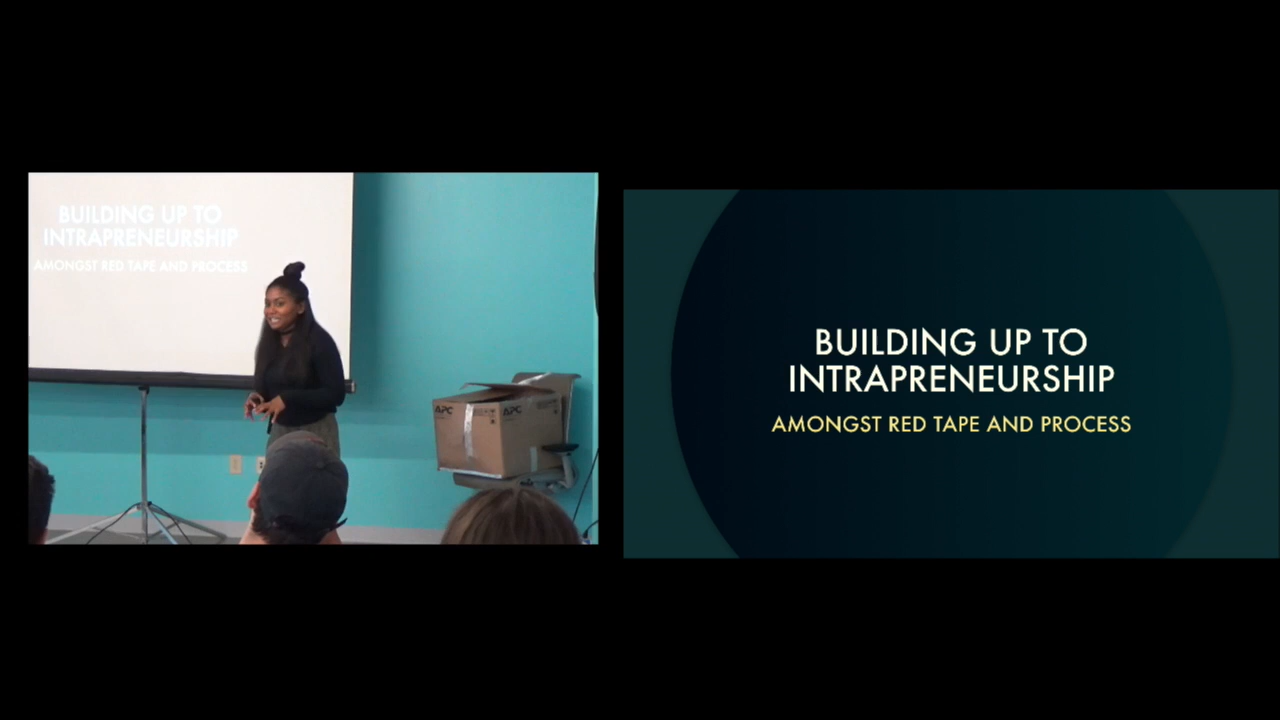 BUILDING UP TO
INTRAPRENEURSHIP
AMONGST RED TAPE AND PROCESS
APC
APC
BUILDING UP TO
INTRAPRENEURSHIP
AMONGST RED TAPE AND PROCESS